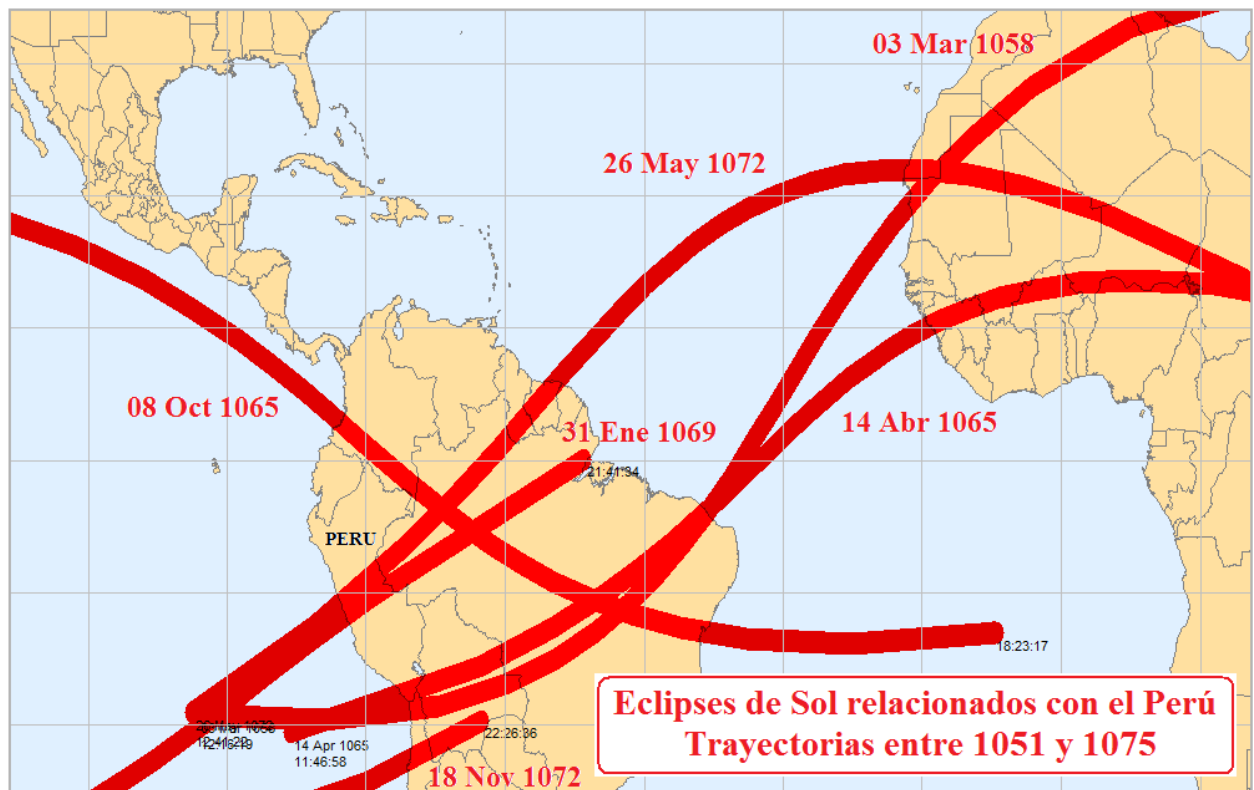 03 Mar 1058
26 May 1072
08 Oct 1065
31 Ene 1069
14 Abr 1065
21:41:34
PERU
18:23:17
14 Apr 1065
11:46:58
22:26:36
18 Nov 1072
Eclipses de Sol relacionados con el Perú
Trayectorias entre 1051 y 1075